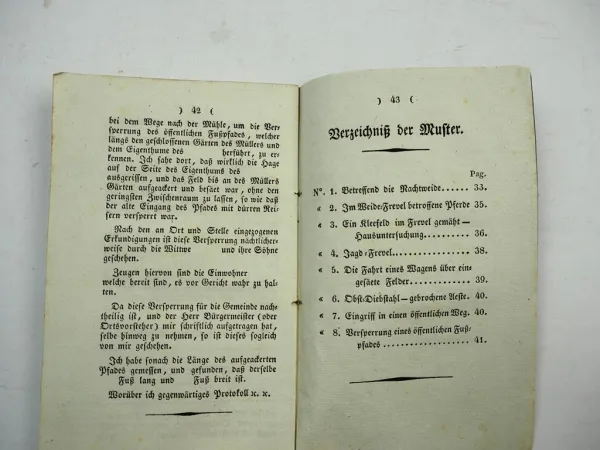 ) 42 (
bei dem Wege nach der Mühle, um die Ver-
sperrung des öffentlichen Fußpfades, welcher
längs den geschlossenen Gärten des Müllers und
dem Eigenthume des herführt, zu er-
kennen. Ich sahe dort, daß wirklich die Hage
auf der Seite des Eigenthums des
ausgerissen, und das Feld bis an des Müllers
Gärten aufgeackert und besäet war, ohne den
geringsten Zwischenraum zu lassen, so wie daß
der alte Eingang des Pfades mit dürren Reisern
versperrt war.
Nach den an Ort und Stelle eingezogenen
Erkundigungen ist diese Versperrung nächtlicher-
weise durch die Wittwe und ihre Söhne
geschehen.
Zeugen hiervon sind die Einwohner
welche bereit sind, es vor Gericht wahr zu hal-
ten.
Da diese Versperrung für die Gemeinde nach-
theilig ist, und der Herr Bürgermeister (oder
Ortsvorsteher) mir schriftlich aufgetragen hat,
selbe hinweg zu nehmen, so ist dieses sogleich
von mir geschehen.
Ich habe sonach die Länge des aufgeackerten
Pfades gemessen, und gefunden, daß derselbe
Fuß lang und Fuß breit ist.
Worüber ich gegenwärtiges Protokoll ꝛc. ꝛc.
) 43 (
Verzeichniß der Muster.
Pag.
N°. 1. Betreffend die Nachtweide...... 33.
« 2. Im Weide-Frevel betroffene Pferde 35.
« 3. Ein Kleefeld im Frevel gemäht—
Hausuntersuchung.......... 36.
« 4. Jagd-Frevel............... 38.
« 5. Die Fahrt eines Wagens über ein
gesäete Felder............. 39.
« 6. Obst-Diebstahl—gebrochene Aeste. 40.
« 7. Eingriff in einen öffentlichen Weg. 40.
« 8. Versperrung eines öffentlichen Fuß-
pfades.................. 41.